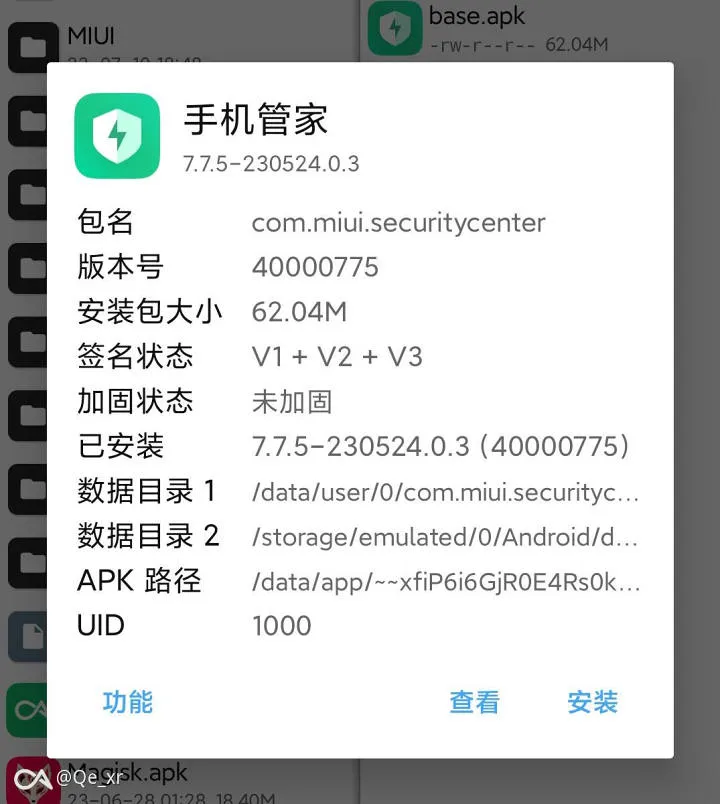 MIUI
base.apk
-rw-r--r-- 62.04M
手机管家
7.7.5-230524.0.3
包名 com.miui.securitycenter
版本号 40000775
安装包大小 62.04M
签名状态 V1 + V2 + V3
加固状态 未加固
已安装 7.7.5-230524.0.3 (40000775)
数据目录 1 /data/user/0/com.miui.securityc...
数据目录 2 /storage/emulated/0/Android/d...
APK 路径 /data/app/~~xfiP6i6GjR0E4Rs0k...
UID 1000
功能 查看 安装
Magisk.apk
@Qe_xr
23-06-28 01:28 18.40M